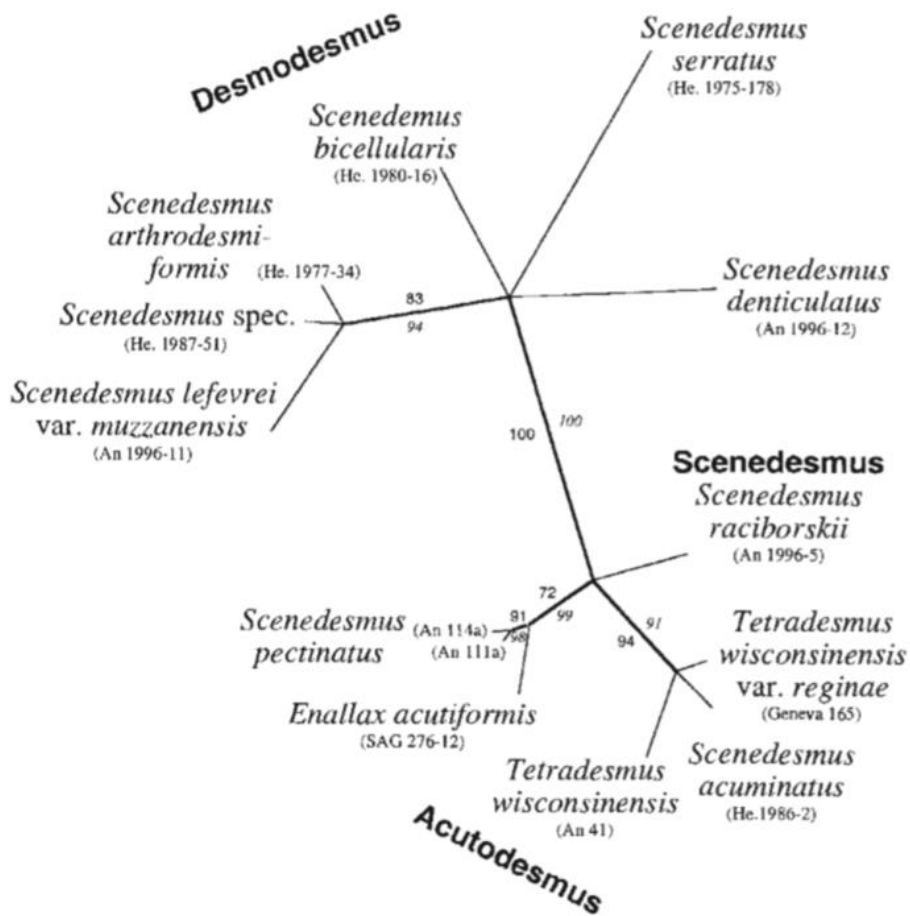 Desmodesmus
Scenedesmus
serratus
(He. 1975-178)
Scenedemus
bicellularis
(He. 1980-16)
Scenedesmus
arthrodesmi-
formis (He. 1977-34)
Scenedesmus spec.
(He. 1987-51)
Scenedesmus lefevrei
var. muzzanensis
(An 1996-11)
83
94
Scenedesmus
denticulatus
(An 1996-12)
100 100
Scenedesmus
Scenedesmus
raciborskii
(An 1996-5)
72
99
91
98
91
94
Scenedesmus
pectinatus
(An 114a)
(An 111a)
Enallax acutiformis
(SAG 276-12)
Tetradesmus
wisconsinensis
var. reginae
(Geneva 165)
Scenedesmus
acuminatus
(He.1986-2)
Tetradesmus
wisconsinensis
(An 41)
Acutodesmus